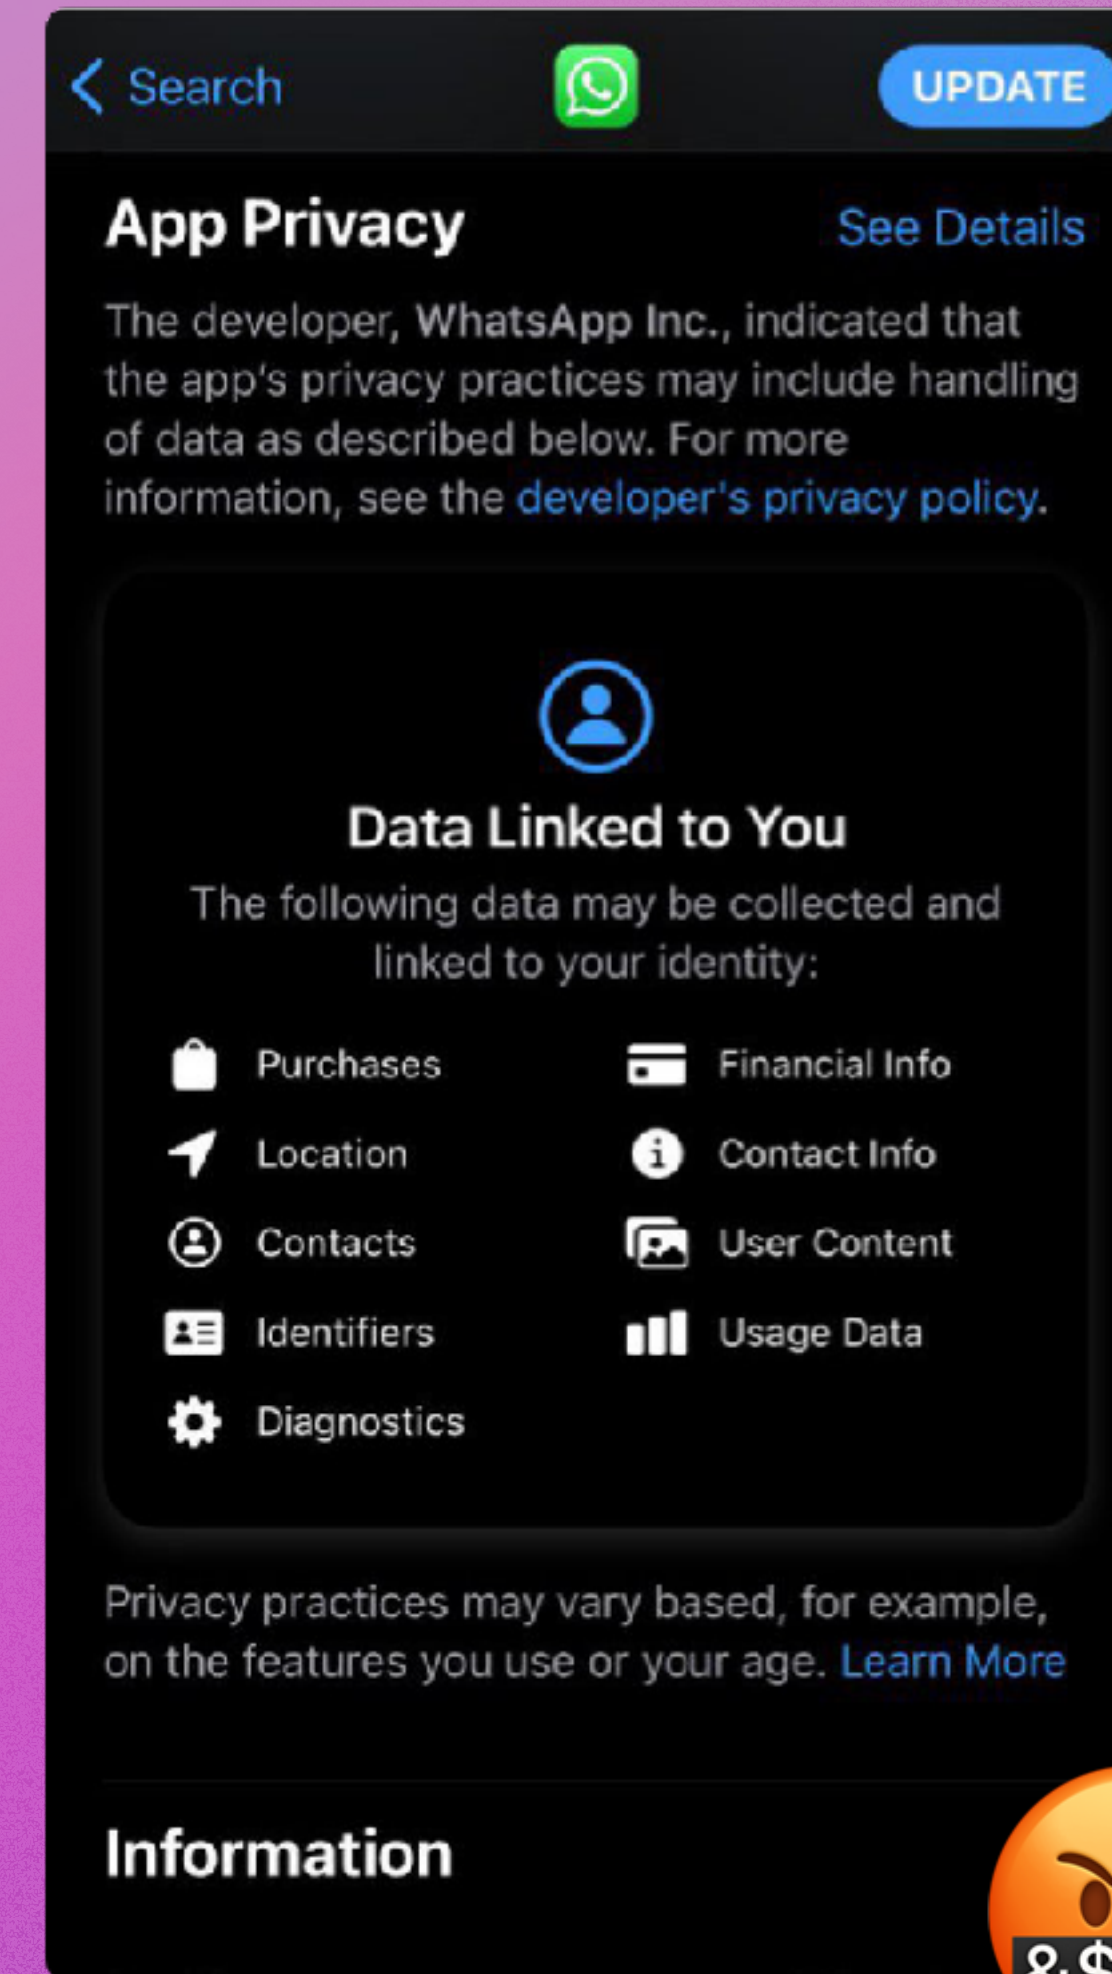 Search
UPDATE
App Privacy
See Details
The developer, WhatsApp Inc., indicated that
the app's privacy practices may include handling
of data as described below. For more
information, see the developer's privacy policy.
Data Linked to You
The following data may be collected and
linked to your identity:
Purchases
Financial Info
Location
Contact Info
Contacts
User Content
Identifiers
Usage Data
Diagnostics
Privacy practices may vary based, for example,
on the features you use or your age. Learn More
Information
&$